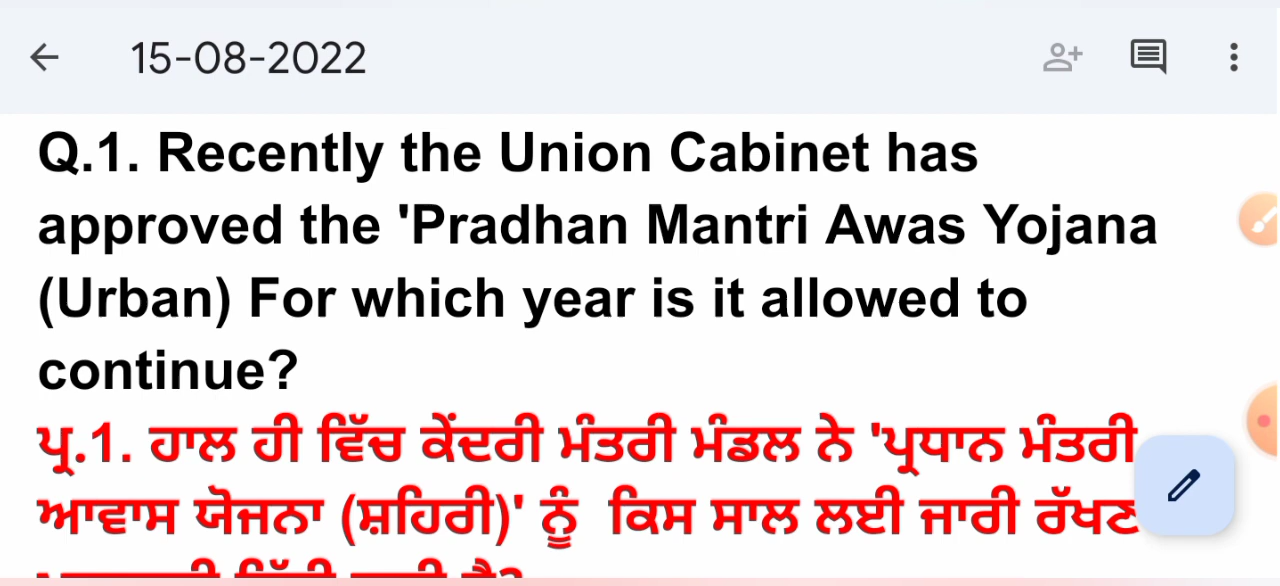 15-08-2022
Q.1. Recently the Union Cabinet has
approved the 'Pradhan Mantri Awas Yojana
(Urban) For which year is it allowed to
continue?
ਪ੍ਰ.1. ਹਾਲ ਹੀ ਵਿੱਚ ਕੇਂਦਰੀ ਮੰਤਰੀ ਮੰਡਲ ਨੇ 'ਪ੍ਰਧਾਨ ਮੰਤਰੀ
ਆਵਾਸ ਯੋਜਨਾ (ਸ਼ਹਿਰੀ)' ਨੂੰ ਕਿਸ ਸਾਲ ਲਈ ਜਾਰੀ ਰੱਖਣ